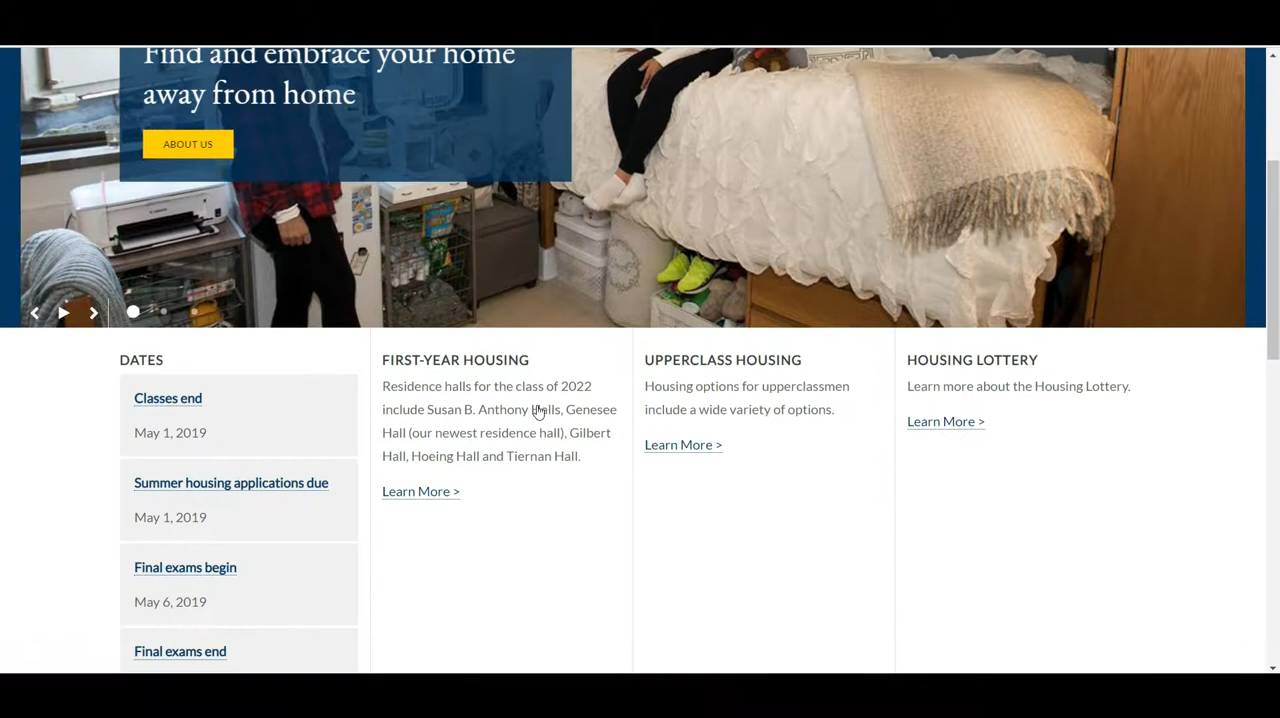 Find and embrace your home
away from home
ABOUT US
Canon
DATES
Classes end
May 1, 2019
Summer housing applications due
May 1, 2019
Final exams begin
May 6, 2019
Final exams end
FIRST-YEAR HOUSING
Residence halls for the class of 2022
include Susan B. Anthony Halls, Genesee
Hall (our newest residence hall), Gilbert
Hall, Hoeing Hall and Tiernan Hall.
Learn More >
UPPERCLASS HOUSING
Housing options for upperclassmen
include a wide variety of options.
Learn More >
HOUSING LOTTERY
Learn more about the Housing Lottery.
Learn More >